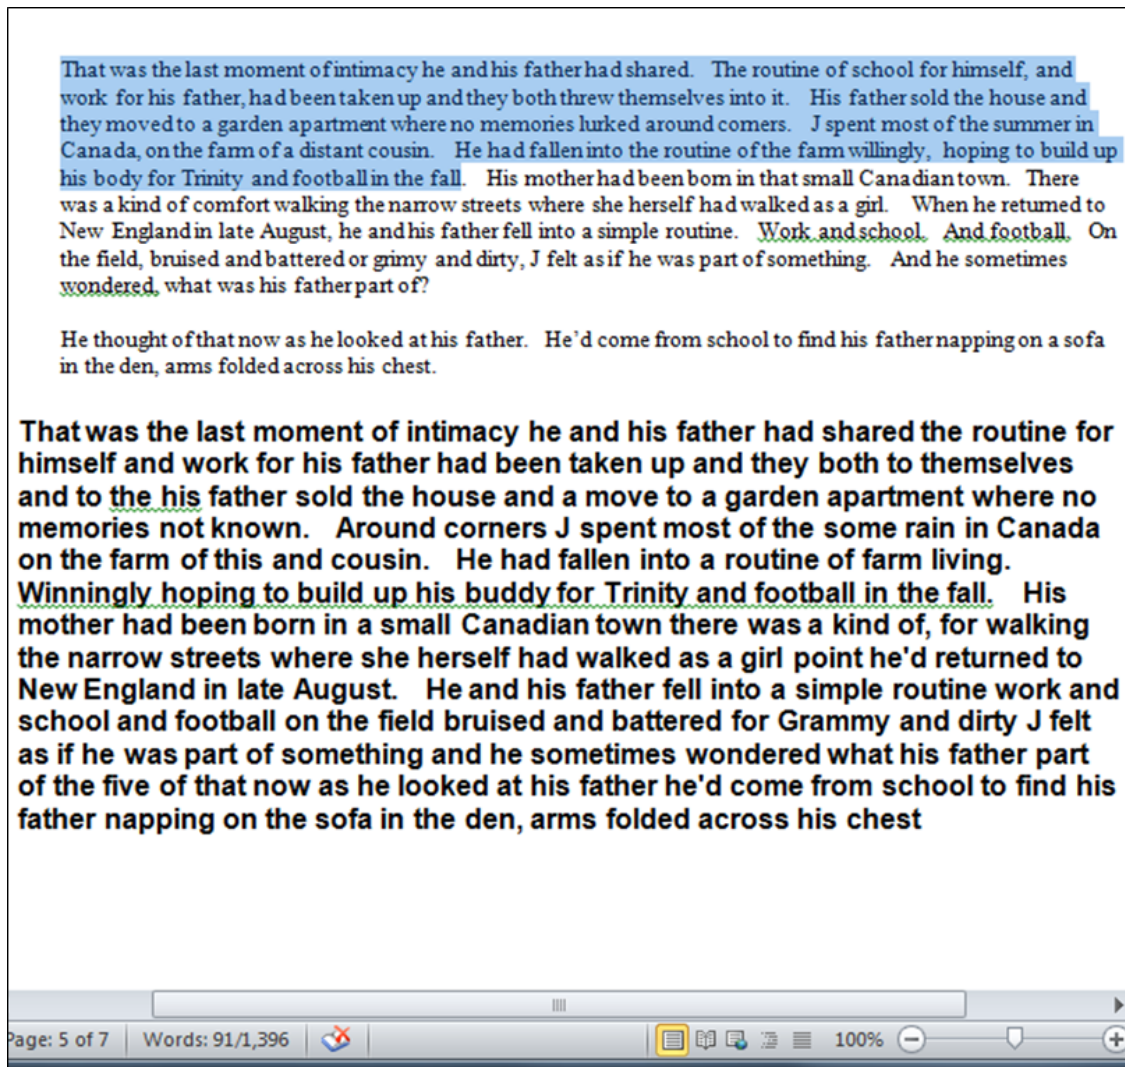 That was the last moment of intimacy he and his father had shared. The routine of school for himself, and
work for his father, had been taken up and they both threw themselves into it. His father sold the house and
they moved to a garden apartment where no memories lurked around corners. J spent most of the summer in
Canada, on the farm of a distant cousin. He had fallen into the routine of the farm willingly, hoping to build up
his body for Trinity and football in the fall. His mother had been born in that small Canadian town. There
was a kind of comfort walking the narrow streets where she herself had walked as a girl. When he returned to
New England in late August, he and his father fell into a simple routine. Work and school. And football. On
the field, bruised and battered or grimy and dirty, J felt as if he was part of something. And he sometimes
wondered, what was his father part of?
He thought of that now as he looked at his father. He'd come from school to find his father napping on a sofa
in the den, arms folded across his chest.
That was the last moment of intimacy he and his father had shared the routine for
himself and work for his father had been taken up and they both to themselves
and to the his father sold the house and a move to a garden apartment where no
memories not known. Around corners J spent most of the some rain in Canada
on the farm of this and cousin. He had fallen into a routine of farm living.
Winningly hoping to build up his buddy for Trinity and football in the fall. His
mother had been born in a small Canadian town there was a kind of, for walking
the narrow streets where she herself had walked as a girl point he'd returned to
New England in late August. He and his father fell into a simple routine work and
school and football on the field bruised and battered for Grammy and dirty J felt
as if he was part of something and he sometimes wondered what his father part
of the five of that now as he looked at his father he'd come from school to find his
father napping on the sofa in the den, arms folded across his chest
Page: 5 of 7 Words: 91/1,396 100%